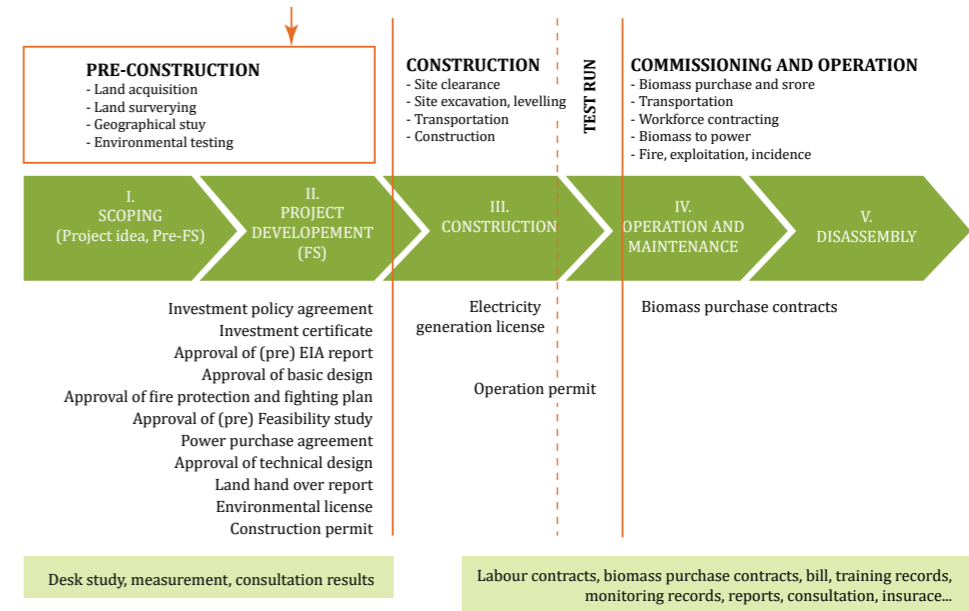 PRE-CONSTRUCTION
- Land acquisition
- Land surverying
- Geographical stuy
- Environmental testing
CONSTRUCTION
- Site clearance
- Site excavation, levelling
- Transportation
- Construction
TEST RUN
COMMISSIONING AND OPERATION
- Biomass purchase and srore
- Transportation
- Workforce contracting
- Biomass to power
- Fire, exploitation, incidence
I.
SCOPING
(Project idea, Pre-FS)
II.
PROJECT
DEVELOPEMENT
(FS)
III.
CONSTRUCTION
IV.
OPERATION AND
MAINTENANCE
V.
DISASSEMBLY
Investment policy agreement
Investment certificate
Approval of (pre) EIA report
Approval of basic design
Approval of fire protection and fighting plan
Approval of (pre) Feasibility study
Power purchase agreement
Approval of technical design
Land hand over report
Environmental license
Construction permit
Electricity
generation license
Operation permit
Biomass purchase contracts
Desk study, measurement, consultation results
Labour contracts, biomass purchase contracts, bill, training records,
monitoring records, reports, consultation, insurace...